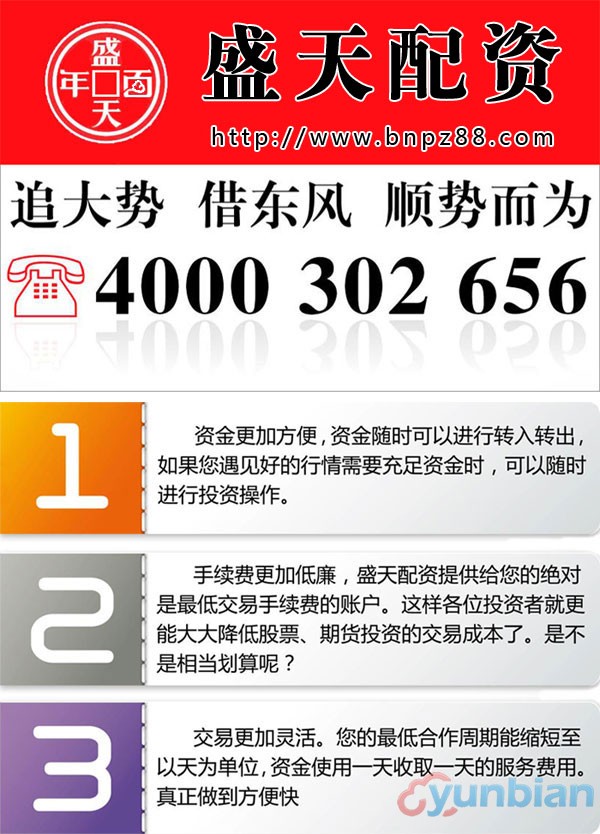 盛
年 面
天
盛天配资
http://www.bnpz88.com
追大势 借东风 顺势而为
4000 302 656
1
资金更加方便，资金随时可以进行转入转出，
如果您遇见好的行情需要充足资金时，可以随时
进行投资操作。
2
手续费更加低廉，盛天配资提供给您的绝对
是最低交易手续费的账户。这样各位投资者就更
能大大降低股票、期货投资的交易成本了。是不
是相当划算呢？
3
交易更加灵活。您的最低合作周期能缩短至
以天为单位，资金使用一天收取一天的服务费用。
真正做到方便快
yunbian